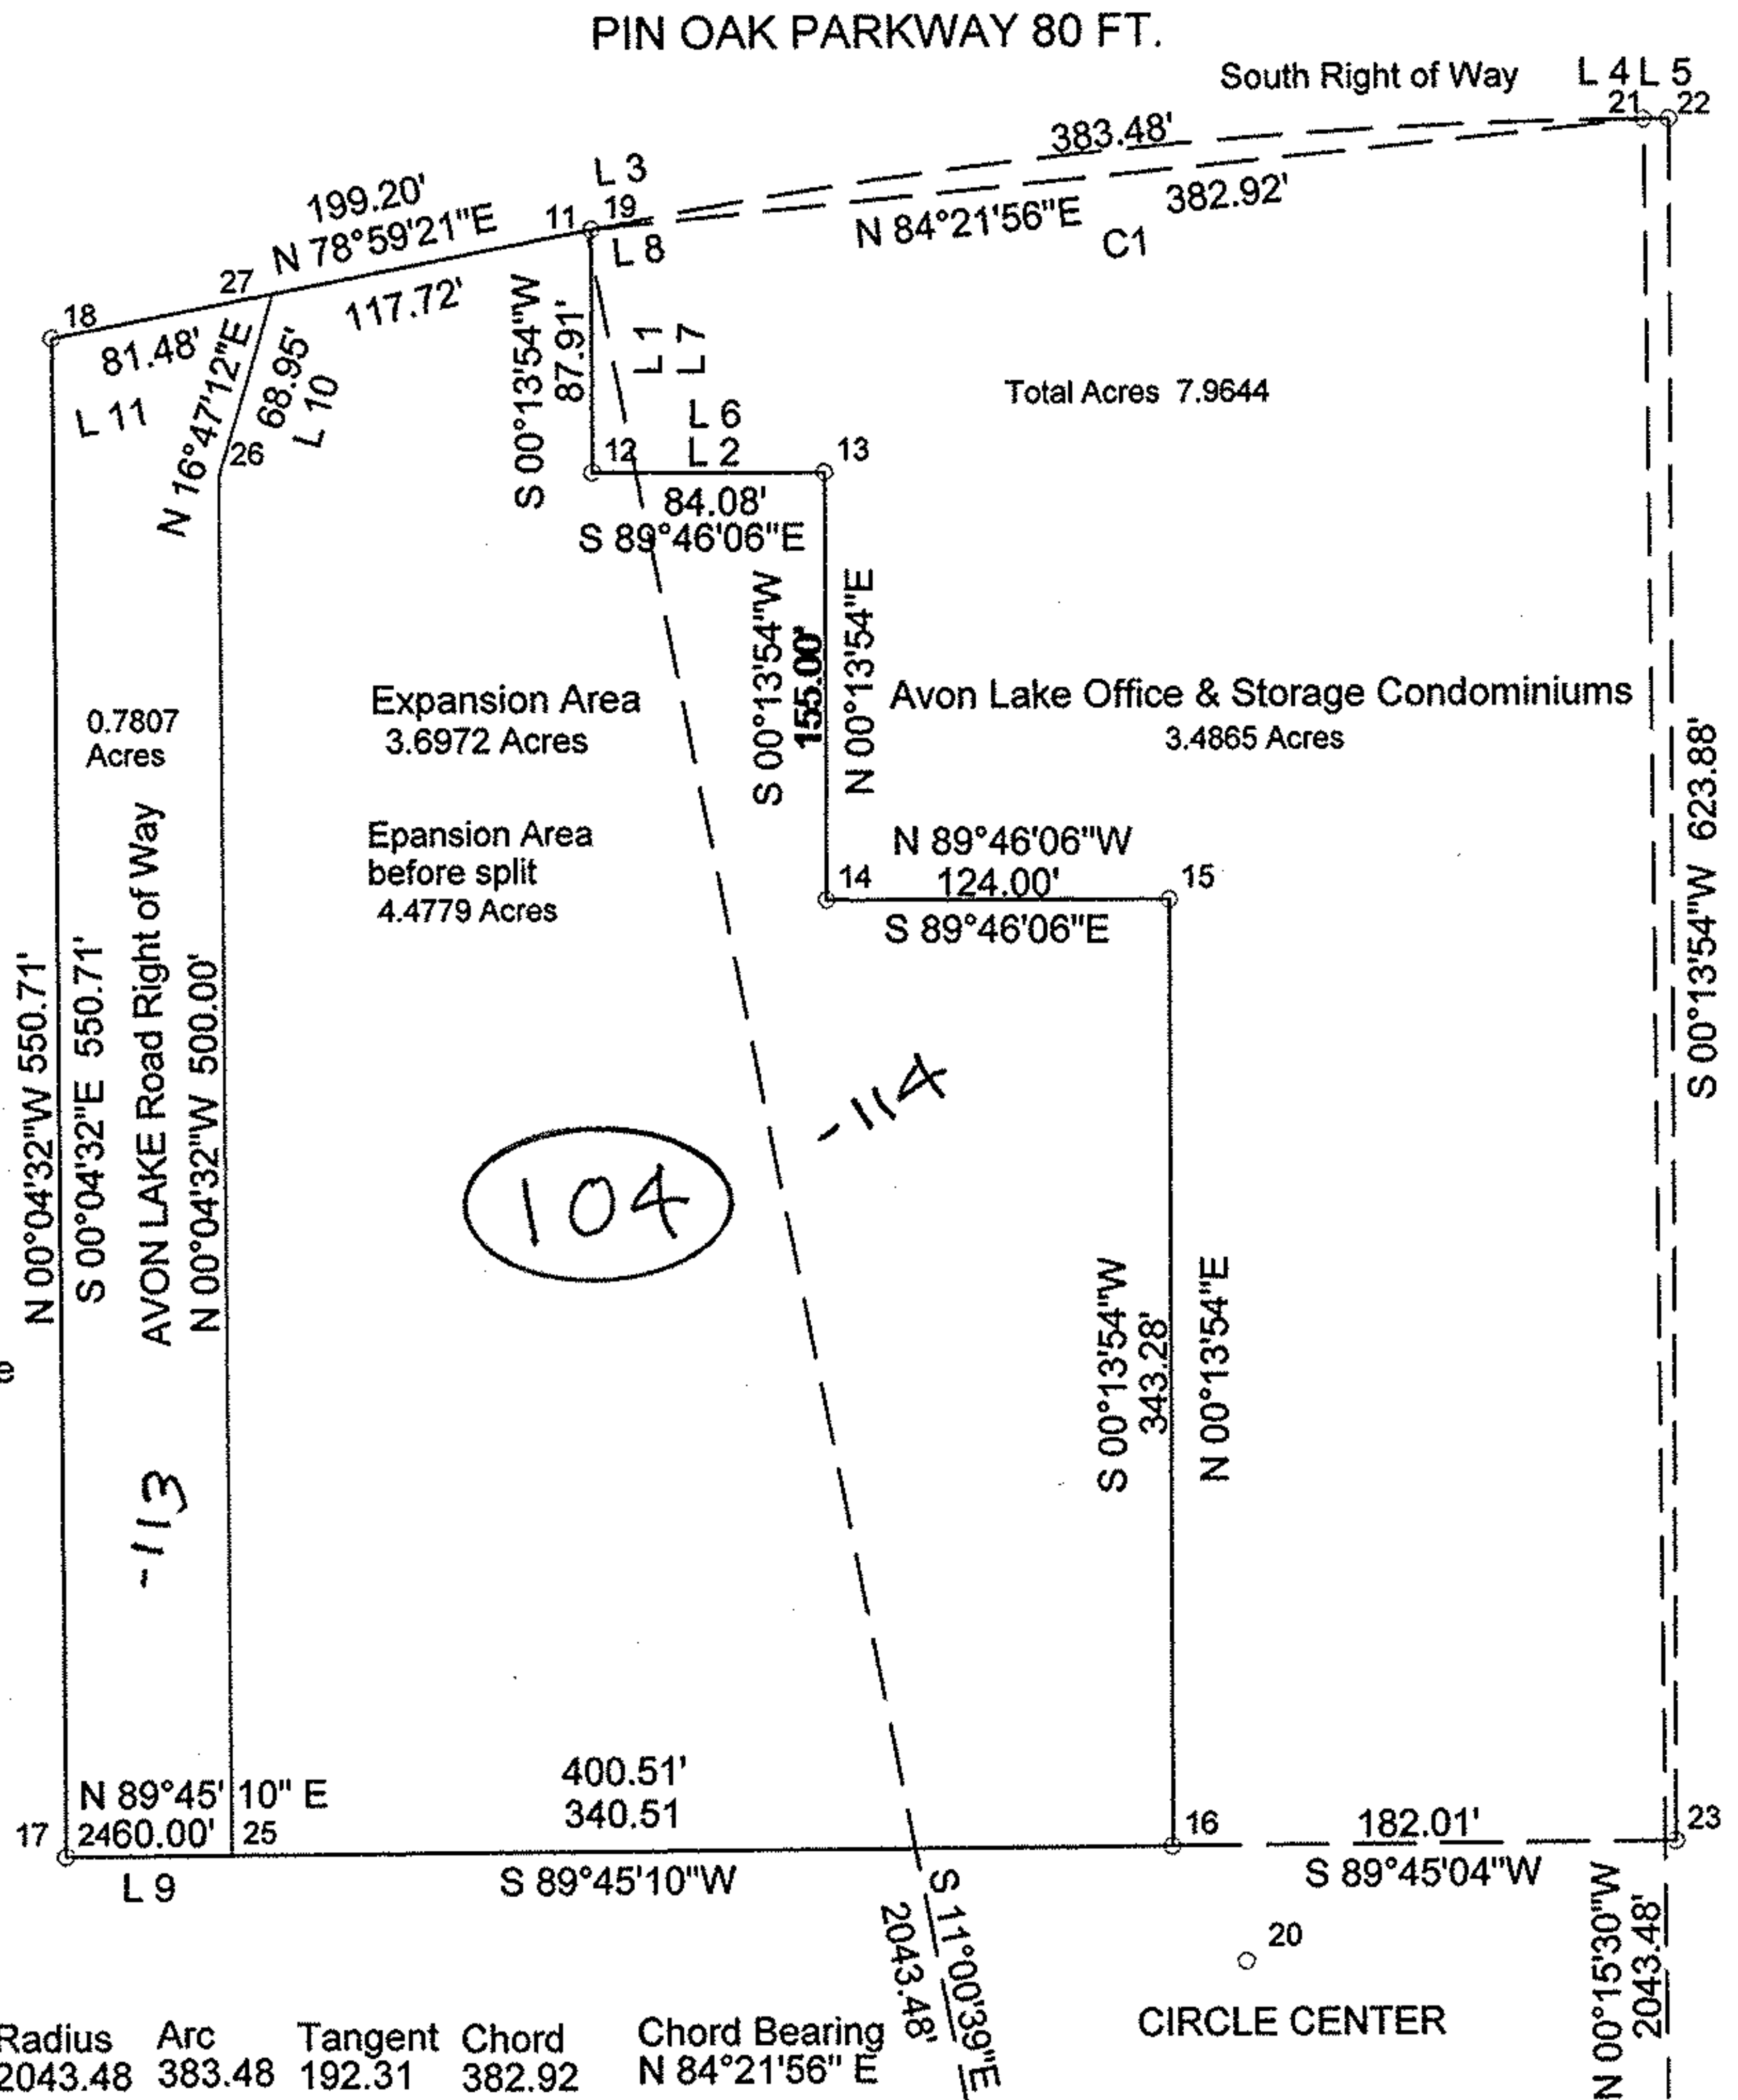 PIN OAK PARKWAY 80 FT.
South Right of Way
L 4 L 5
21
22
383.48'
382.92'
N 84°21'56"E
C1
L 3
11
19
L 8
199.20'
N 78°59'21"E
117.72'
27
18
81.48'
L 11
N 16°47'12"E
68.95'
L 10
26
S 00°13'54"W
87.91'
L 1
L 7
L 6
L 2
12
13
84.08'
S 89°46'06"E
Total Acres 7.9644
S 00°13'54"W
155.00'
N 00°13'54"E
Expansion Area
3.6972 Acres
Avon Lake Office & Storage Condominiums
3.4865 Acres
0.7807
Acres
Epansion Area
before split
4.4779 Acres
N 89°46'06"W
14
124.00'
15
S 89°46'06"E
S 00°13'54"W 623.88'
N 00°04'32"W 550.71'
S 00°04'32"E 550.71'
AVON LAKE Road Right of Way
N 00°04'32"W 500.00'
-114
104
S 00°13'54"W
343.28'
N 00°13'54"E
-113
N 89°45'10" E
2460.00'
17
25
L 9
400.51'
340.51
S 89°45'10"W
16
182.01'
23
S 89°45'04"W
S 11°00'39"E
2043.48'
20
CIRCLE CENTER
N 00°15'30"W
2043.48'
Radius Arc Tangent Chord Chord Bearing
2043.48 383.48 192.31 382.92 N 84°21'56" E